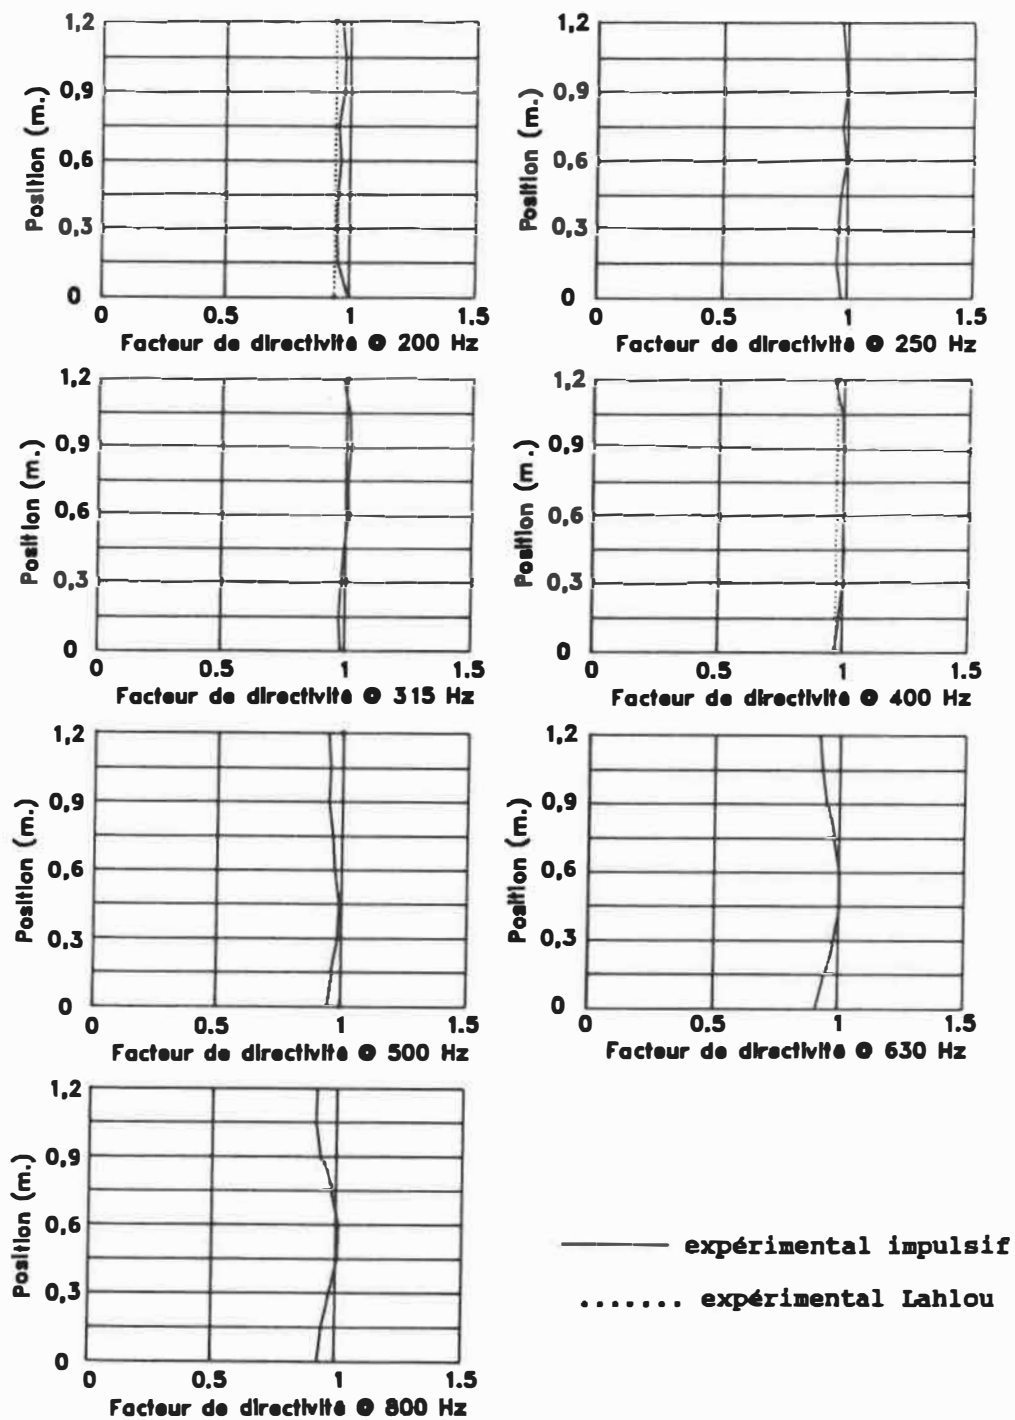 1,2
0,9
0,6
0,3
0
Position (m.)
0 0.5 1 1.5
Facteur de directivité @ 200 Hz
1,2
0,9
0,6
0,3
0
Position (m.)
0 0.5 1 1.5
Facteur de directivité @ 250 Hz
1,2
0,9
0,6
0,3
0
Position (m.)
0 0.5 1 1.5
Facteur de directivité @ 315 Hz
1,2
0,9
0,6
0,3
0
Position (m.)
0 0.5 1 1.5
Facteur de directivité @ 400 Hz
1,2
0,9
0,6
0,3
0
Position (m.)
0 0.5 1 1.5
Facteur de directivité @ 500 Hz
1,2
0,9
0,6
0,3
0
Position (m.)
0 0.5 1 1.5
Facteur de directivité @ 630 Hz
1,2
0,9
0,6
0,3
0
Position (m.)
0 0.5 1 1.5
Facteur de directivité @ 800 Hz
expérimental impulsif
expérimental Lahlou